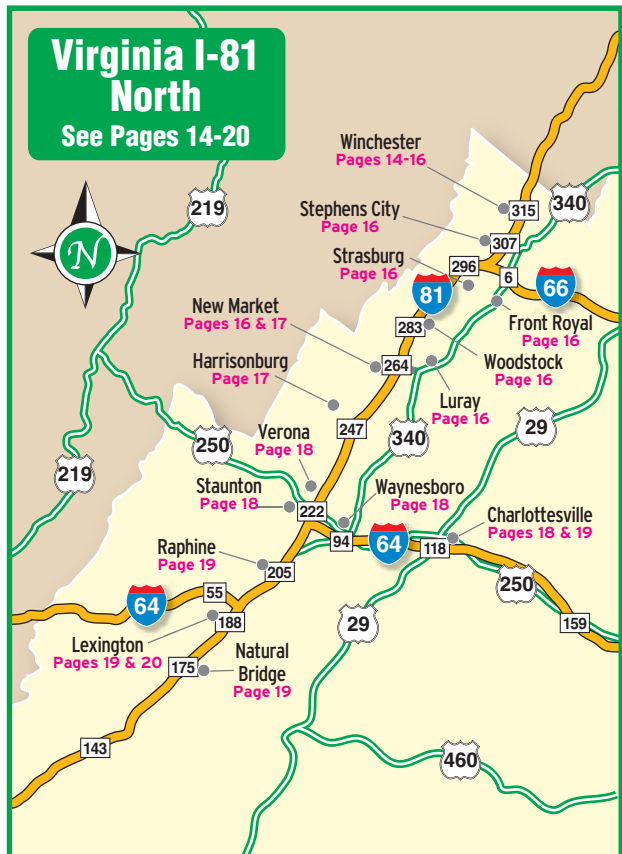 Virginia I-81
North
See Pages 14-20
Winchester
Pages 14-16
219
340
315
Stephens City
Page 16
307
Strasburg
Page 16
296
6
N
81
66
New Market
Pages 16 & 17
283
Front Royal
Page 16
Woodstock
Page 16
Harrisonburg
Page 17
264
Luray
Page 16
247
29
250
340
Verona
Page 18
219
Staunton
Page 18
Waynesboro
Page 18
222
Charlottesville
Pages 18 & 19
94
64
118
Raphine
Page 19
205
250
55
64
188
29
159
Lexington
Pages 19 & 20
Natural
Bridge
Page 19
175
143
460